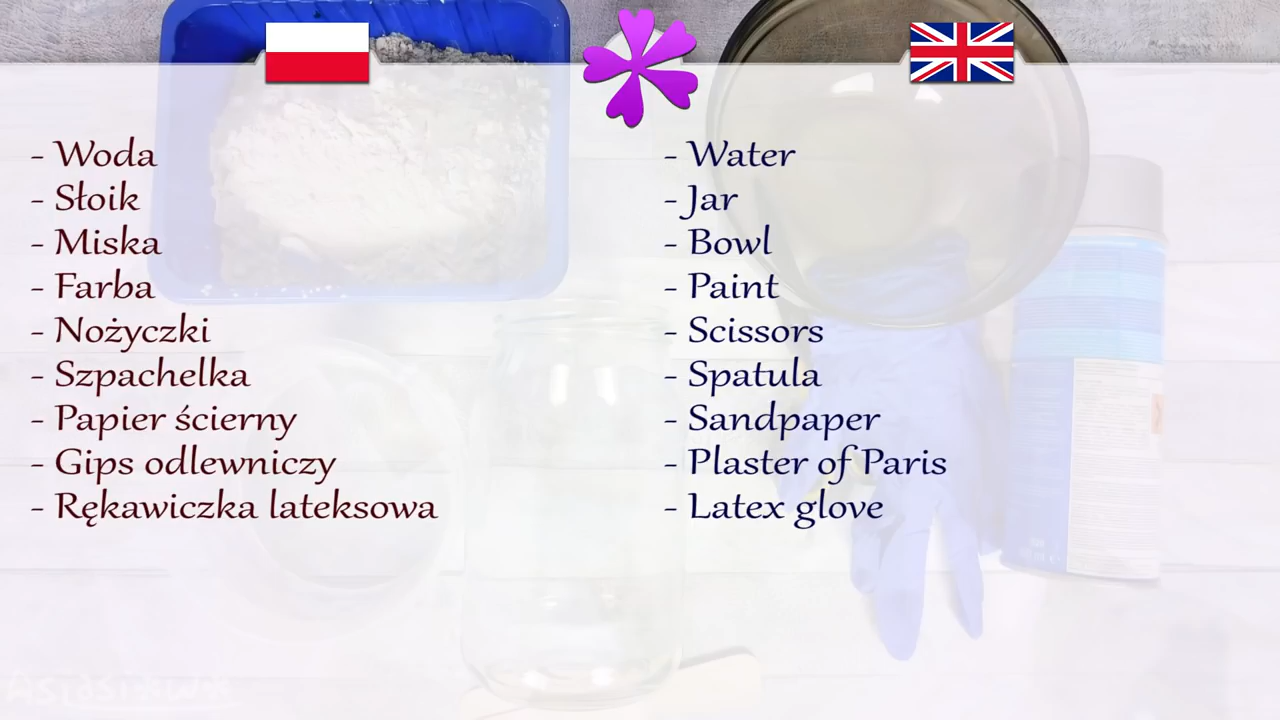 - Woda
- Słoik
- Miska
- Farba
- Nożyczki
- Szpachelka
- Papier ścierny
- Gips odlewniczy
- Rękawiczka lateksowa
- Water
- Jar
- Bowl
- Paint
- Scissors
- Spatula
- Sandpaper
- Plaster of Paris
- Latex glove